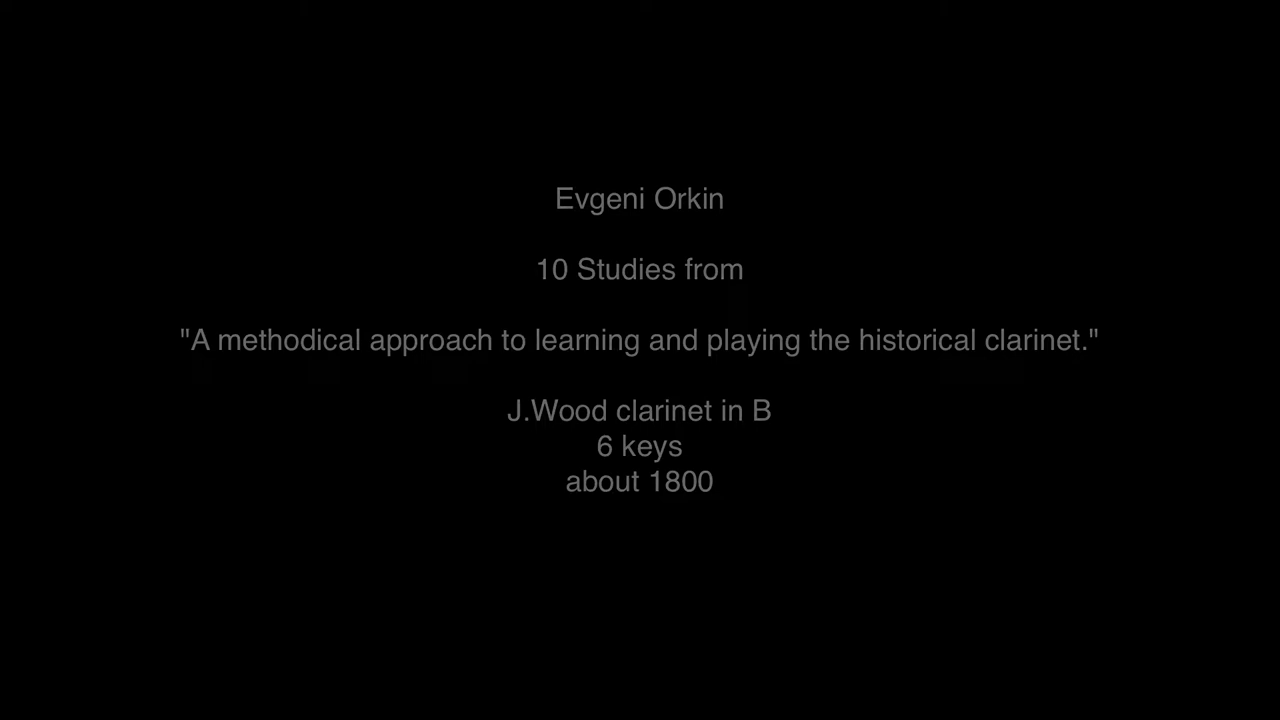 Evgeni Orkin
10 Studies from
"A methodical approach to learning and playing the historical clarinet."
J.Wood clarinet in B
6 keys
about 1800